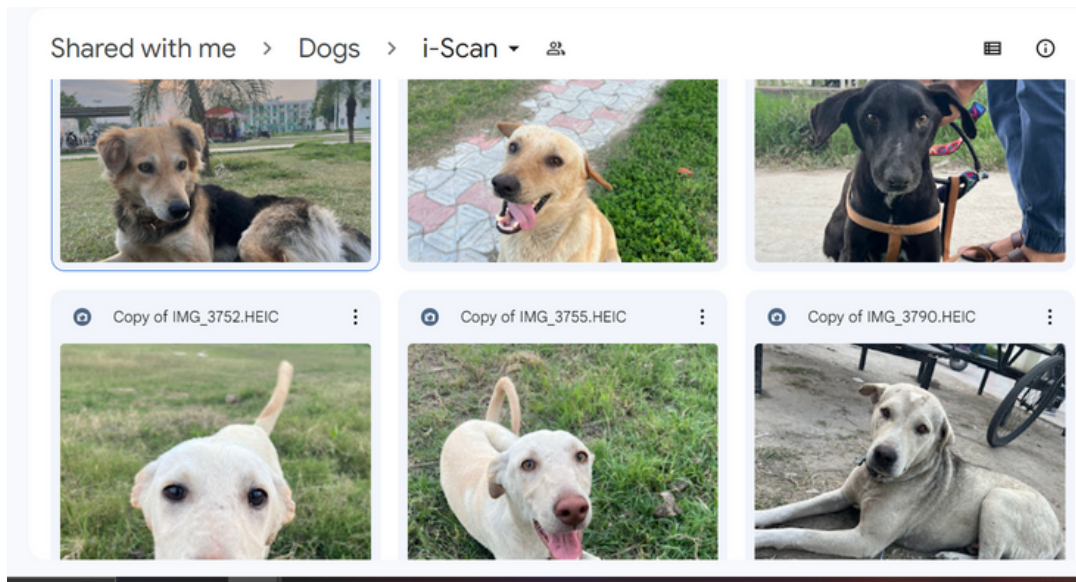 Shared with me > Dogs > i-Scan
Copy of IMG_3752.HEIC
Copy of IMG_3755.HEIC
Copy of IMG_3790.HEIC